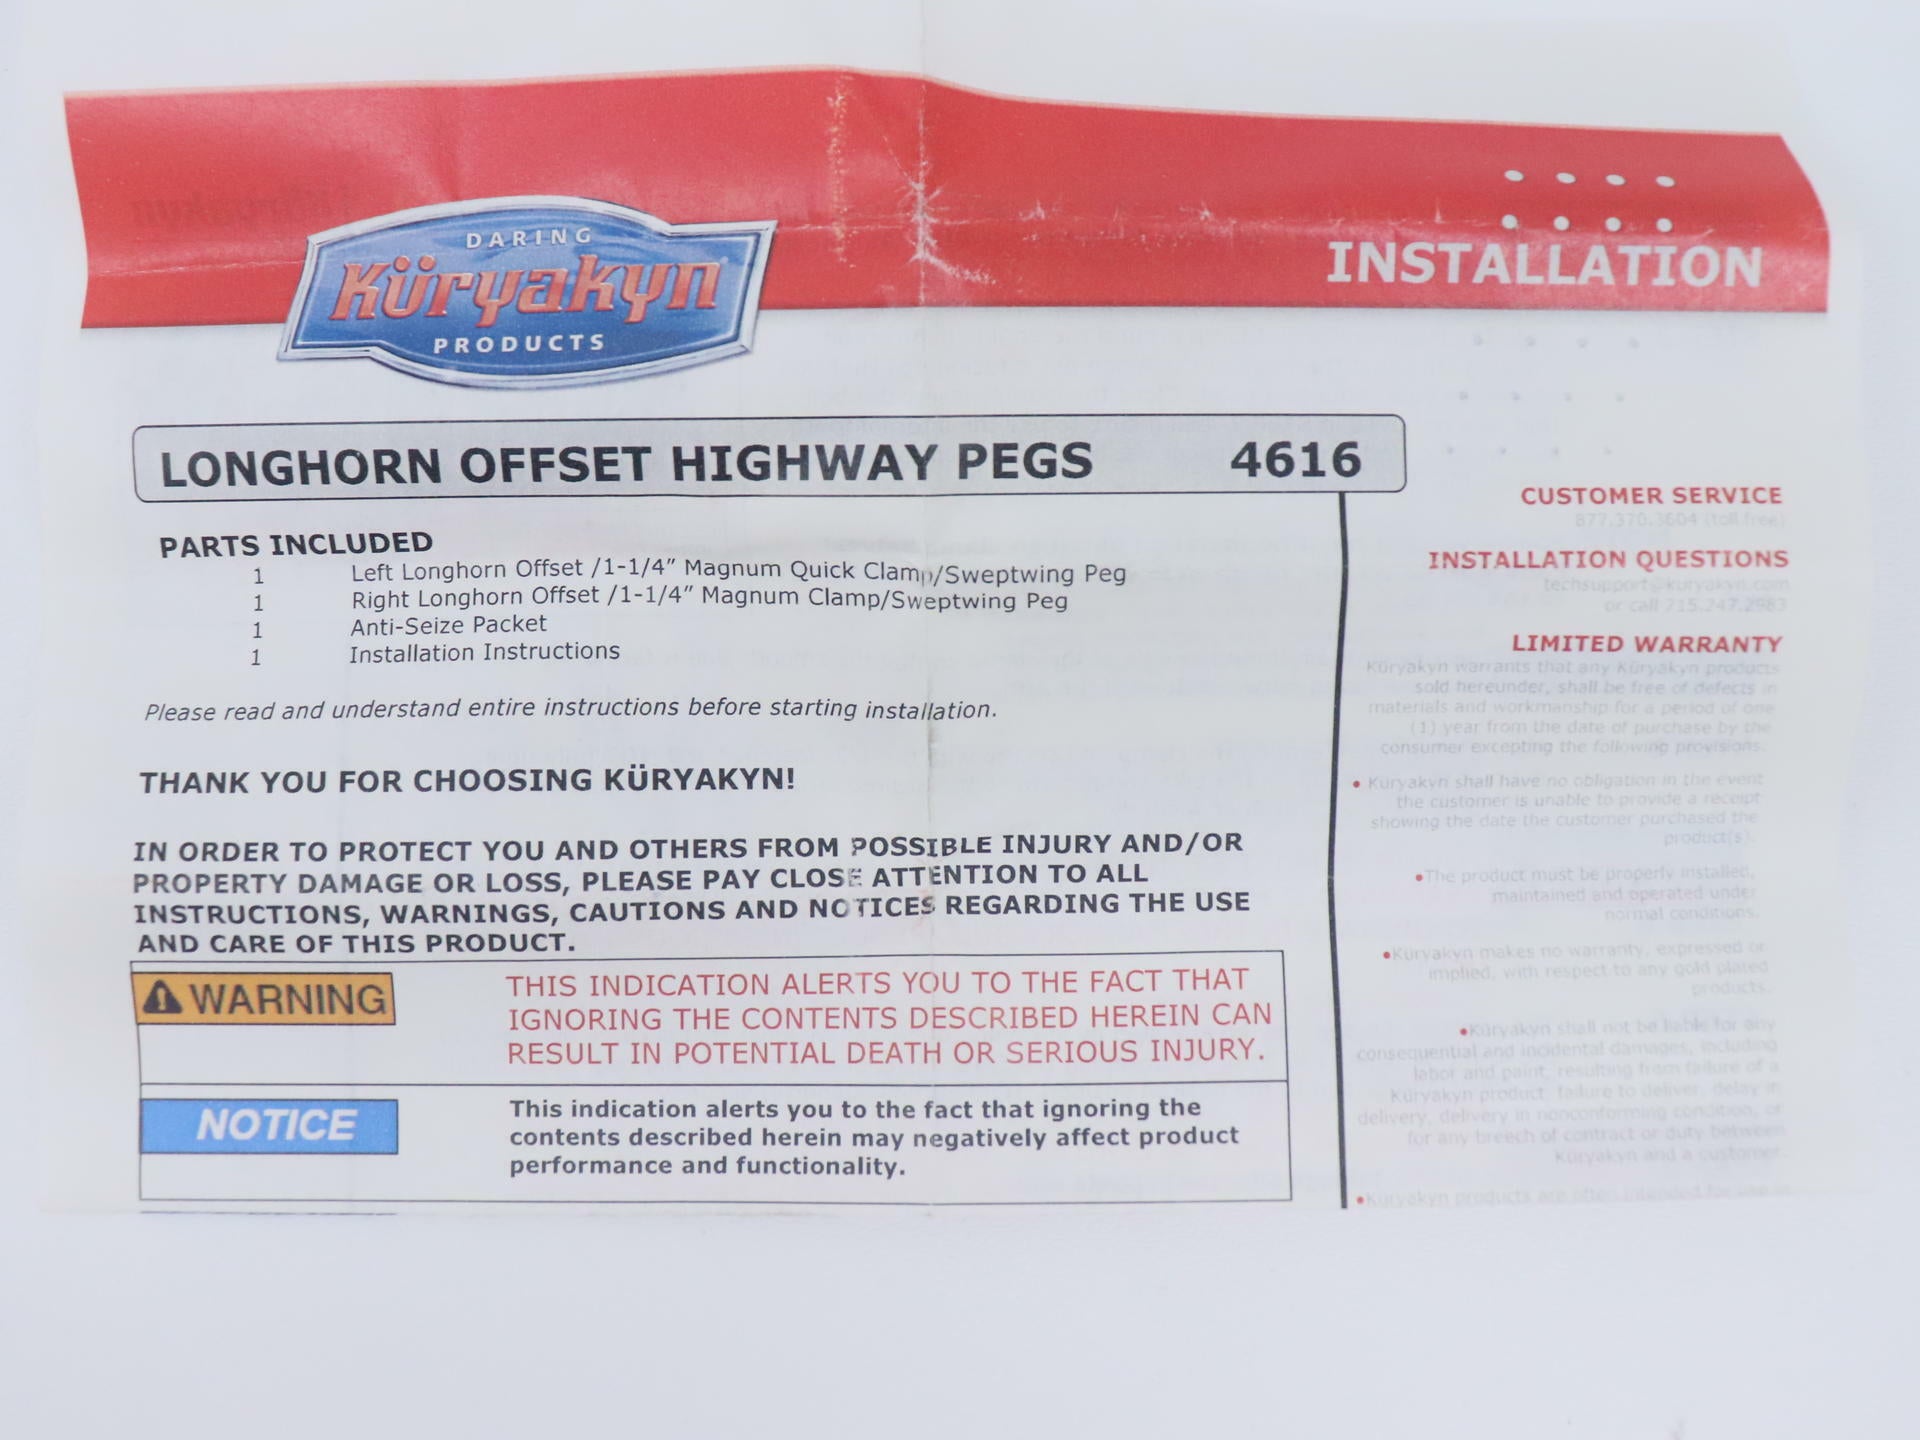 DARING
Küryakyn
PRODUCTS
INSTALLATION
LONGHORN OFFSET HIGHWAY PEGS 4616
PARTS INCLUDED
1 Left Longhorn Offset /1-1/4” Magnum Quick Clamp/Sweptwing Peg
1 Right Longhorn Offset /1-1/4” Magnum Clamp/Sweptwing Peg
1 Anti-Seize Packet
1 Installation Instructions
Please read and understand entire instructions before starting installation.
THANK YOU FOR CHOOSING KÜRYAKYN!
IN ORDER TO PROTECT YOU AND OTHERS FROM POSSIBLE INJURY AND/OR
PROPERTY DAMAGE OR LOSS, PLEASE PAY CLOSE ATTENTION TO ALL
INSTRUCTIONS, WARNINGS, CAUTIONS AND NOTICES REGARDING THE USE
AND CARE OF THIS PRODUCT.
WARNING
THIS INDICATION ALERTS YOU TO THE FACT THAT
IGNORING THE CONTENTS DESCRIBED HEREIN CAN
RESULT IN POTENTIAL DEATH OR SERIOUS INJURY.
NOTICE
This indication alerts you to the fact that ignoring the
contents described herein may negatively affect product
performance and functionality.
CUSTOMER SERVICE
877.370.3604 (toll free)
INSTALLATION QUESTIONS
techsupport@kuryakyn.com
or call 715.247.2983
LIMITED WARRANTY
Küryakyn warrants that any Küryakyn products
sold hereunder, shall be free of defects in
materials and workmanship for a period of one
(1) year from the date of purchase by the
consumer excepting the following provisions.
• Küryakyn shall have no obligation in the event
the customer is unable to provide a receipt
showing the date the customer purchased the
product(s).
•The product must be properly installed,
maintained and operated under
normal conditions.
•Küryakyn makes no warranty, expressed or
implied, with respect to any gold plated
products.
•Küryakyn shall not be liable for any
consequential and incidental damages, including
labor and paint, resulting from failure of a
Küryakyn product, failure to deliver, delay in
delivery, delivery in nonconforming condition, or
for any breech of contract or duty between
Küryakyn and a customer.
•Küryakyn products are often intended for use in